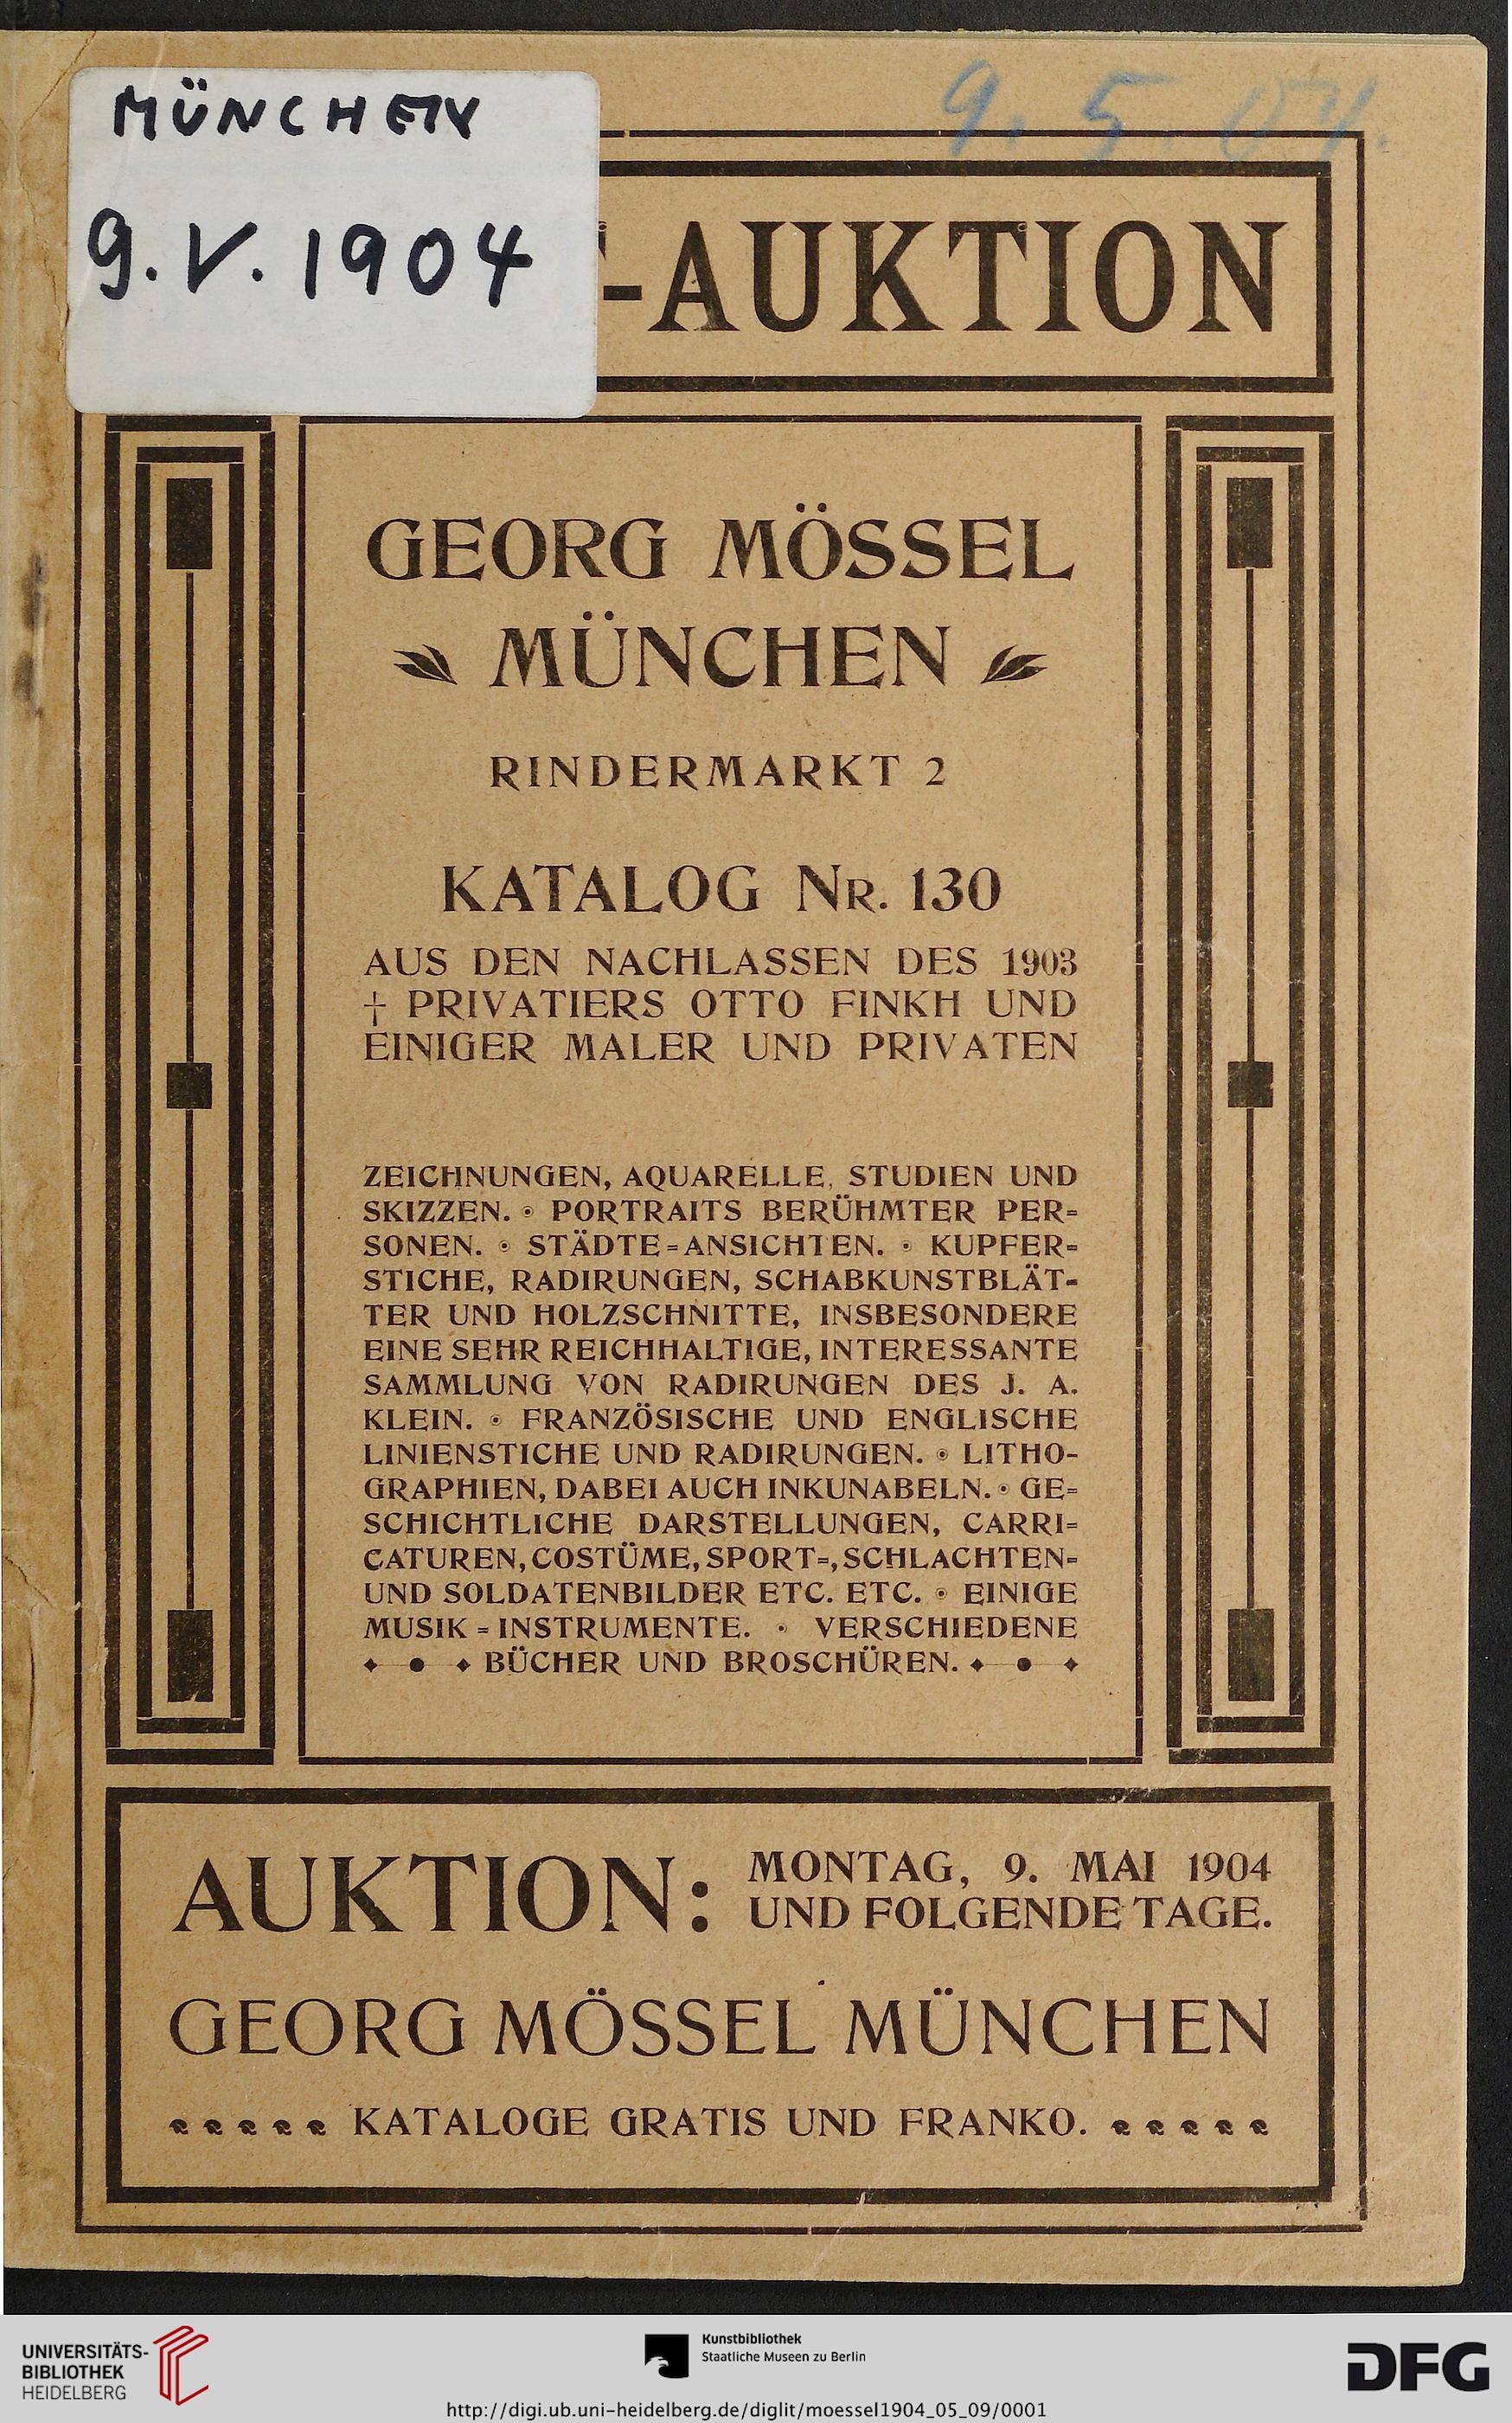 MÜNCHEN
9. V. 1904
9. 5. 04.
-AUKTION
GEORG MÖSSEL
MÜNCHEN
RINDERMARKT 2
KATALOG NR. 130
AUS DEN NACHLASSEN DES 1903
† PRIVATIERS OTTO FINKH UND
EINIGER MALER UND PRIVATEN
ZEICHNUNGEN, AQUARELLE, STUDIEN UND
SKIZZEN. • PORTRAITS BERÜHMTER PER=
SONEN. • STÄDTE=ANSICHTEN. • KUPFER=
STICHE, RADIRUNGEN, SCHABKUNSTBLÄT-
TER UND HOLZSCHNITTE, INSBESONDERE
EINE SEHR REICHHALTIGE, INTERESSANTE
SAMMLUNG VON RADIRUNGEN DES J. A.
KLEIN. • FRANZÖSISCHE UND ENGLISCHE
LINIENSTICHE UND RADIRUNGEN. • LITHO-
GRAPHIEN, DABEI AUCH INKUNABELN. • GE=
SCHICHTLICHE DARSTELLUNGEN, CARRI=
CATUREN, COSTÜME, SPORT=, SCHLACHTEN=
UND SOLDATENBILDER ETC. ETC. • EINIGE
MUSIK=INSTRUMENTE. • VERSCHIEDENE
BÜCHER UND BROSCHÜREN.
AUKTION: MONTAG, 9. MAI 1904
UND FOLGENDE TAGE.
GEORG MÖSSEL MÜNCHEN
KATALOGE GRATIS UND FRANKO.
UNIVERSITÄTS-
BIBLIOTHEK
HEIDELBERG
Kunstbibliothek
Staatliche Museen zu Berlin
http://digi.ub.uni-heidelberg.de/diglit/moessel1904_05_09/0001
DFG